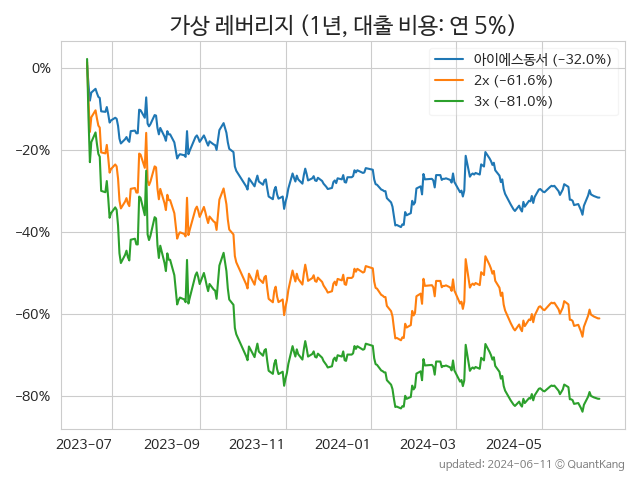 가상 레버리지 (1년, 대출 비용: 연 5%)
아이에스동서 (−32.0%)
2x (−61.6%)
3x (−81.0%)
0%
−20%
−40%
−60%
−80%
2023-07 2023-09 2023-11 2024-01 2024-03 2024-05
updated: 2024-06-11 © QuantKang